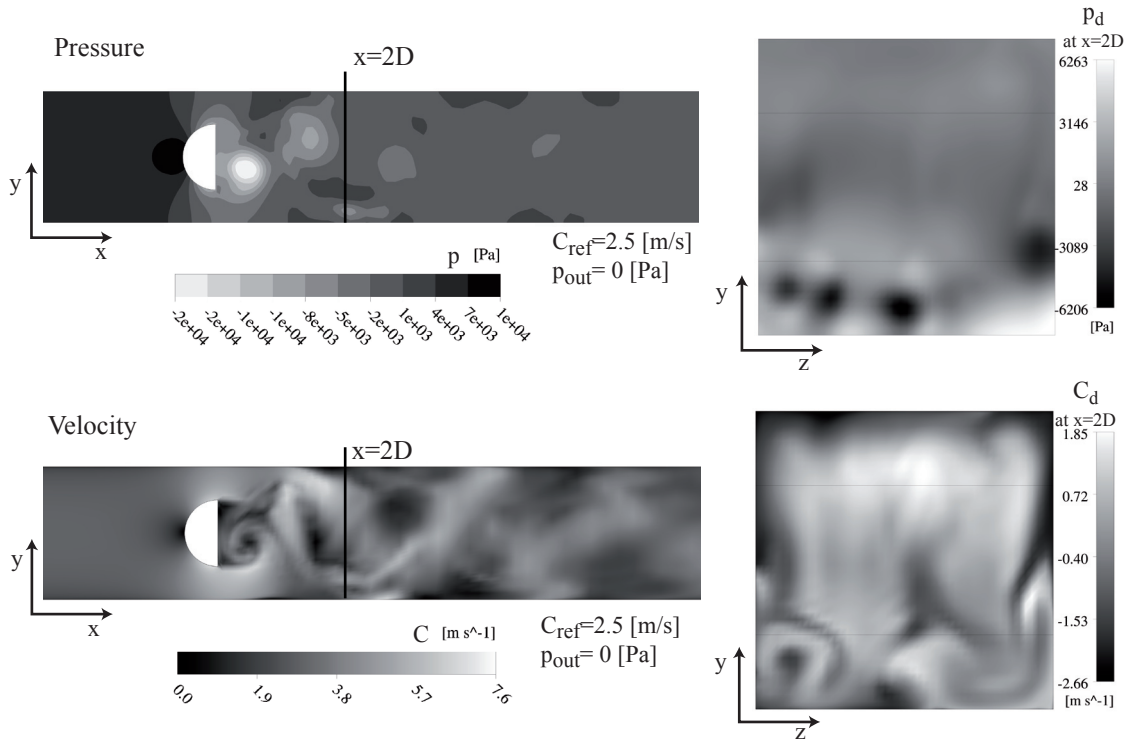 Pressure
x=2D
y
x
C_ref=2.5 [m/s]
p_out= 0 [Pa]
p [Pa]
-2e+04
-2e+04
-1e+04
-1e+04
-8e+03
-5e+03
-2e+03
1e+03
4e+03
7e+03
1e+04
p_d
at x=2D
6263
3146
28
-3089
-6206
[Pa]
y
z
Velocity
x=2D
y
x
C [m s^-1]
C_ref=2.5 [m/s]
p_out= 0 [Pa]
0.0
1.9
3.8
5.7
7.6
C_d
at x=2D
1.85
0.72
-0.40
-1.53
-2.66
[m s^-1]
y
z